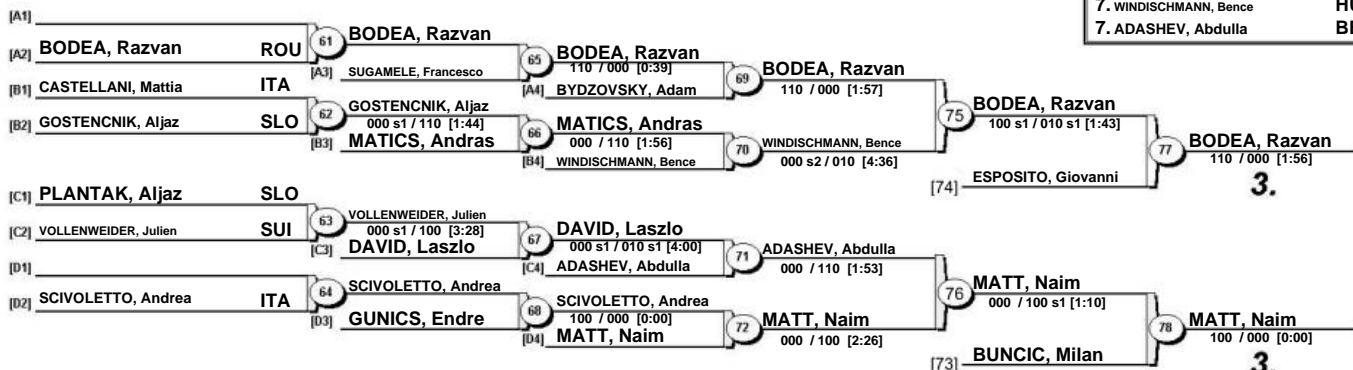 7. WINDISCHMANN, Bence
7. ADASHEV, Abdulla
[A1]
[A2] BODEA, Razvan ROU
61 BODEA, Razvan
[A3] SUGAMELE, Francesco
65 BODEA, Razvan
110 / 000 [0:39]
[A4] BYDZOVSKY, Adam
69 BODEA, Razvan
110 / 000 [1:57]
[B1] CASTELLANI, Mattia ITA
[B2] GOSTENCNIK, Aljaz SLO
62 GOSTENCNIK, Aljaz
000 s1 / 110 [1:44]
[B3] MATICS, Andras
66 MATICS, Andras
000 / 110 [1:56]
[B4] WINDISCHMANN, Bence
70 WINDISCHMANN, Bence
000 s2 / 010 [4:36]
75 BODEA, Razvan
100 s1 / 010 s1 [1:43]
[74] ESPOSITO, Giovanni
77 BODEA, Razvan
110 / 000 [1:56]
3.
[C1] PLANTAK, Aljaz SLO
[C2] VOLLENWEIDER, Julien SUI
63 VOLLENWEIDER, Julien
000 s1 / 100 [3:28]
[C3] DAVID, Laszlo
67 DAVID, Laszlo
000 s1 / 010 s1 [4:00]
[C4] ADASHEV, Abdulla
71 ADASHEV, Abdulla
000 / 110 [1:53]
[D1]
[D2] SCIVOLETTO, Andrea ITA
64 SCIVOLETTO, Andrea
[D3] GUNICS, Endre
68 SCIVOLETTO, Andrea
100 / 000 [0:00]
[D4] MATT, Naim
72 MATT, Naim
000 / 100 [2:26]
76 MATT, Naim
000 / 100 s1 [1:10]
[73] BUNCIC, Milan
78 MATT, Naim
100 / 000 [0:00]
3.